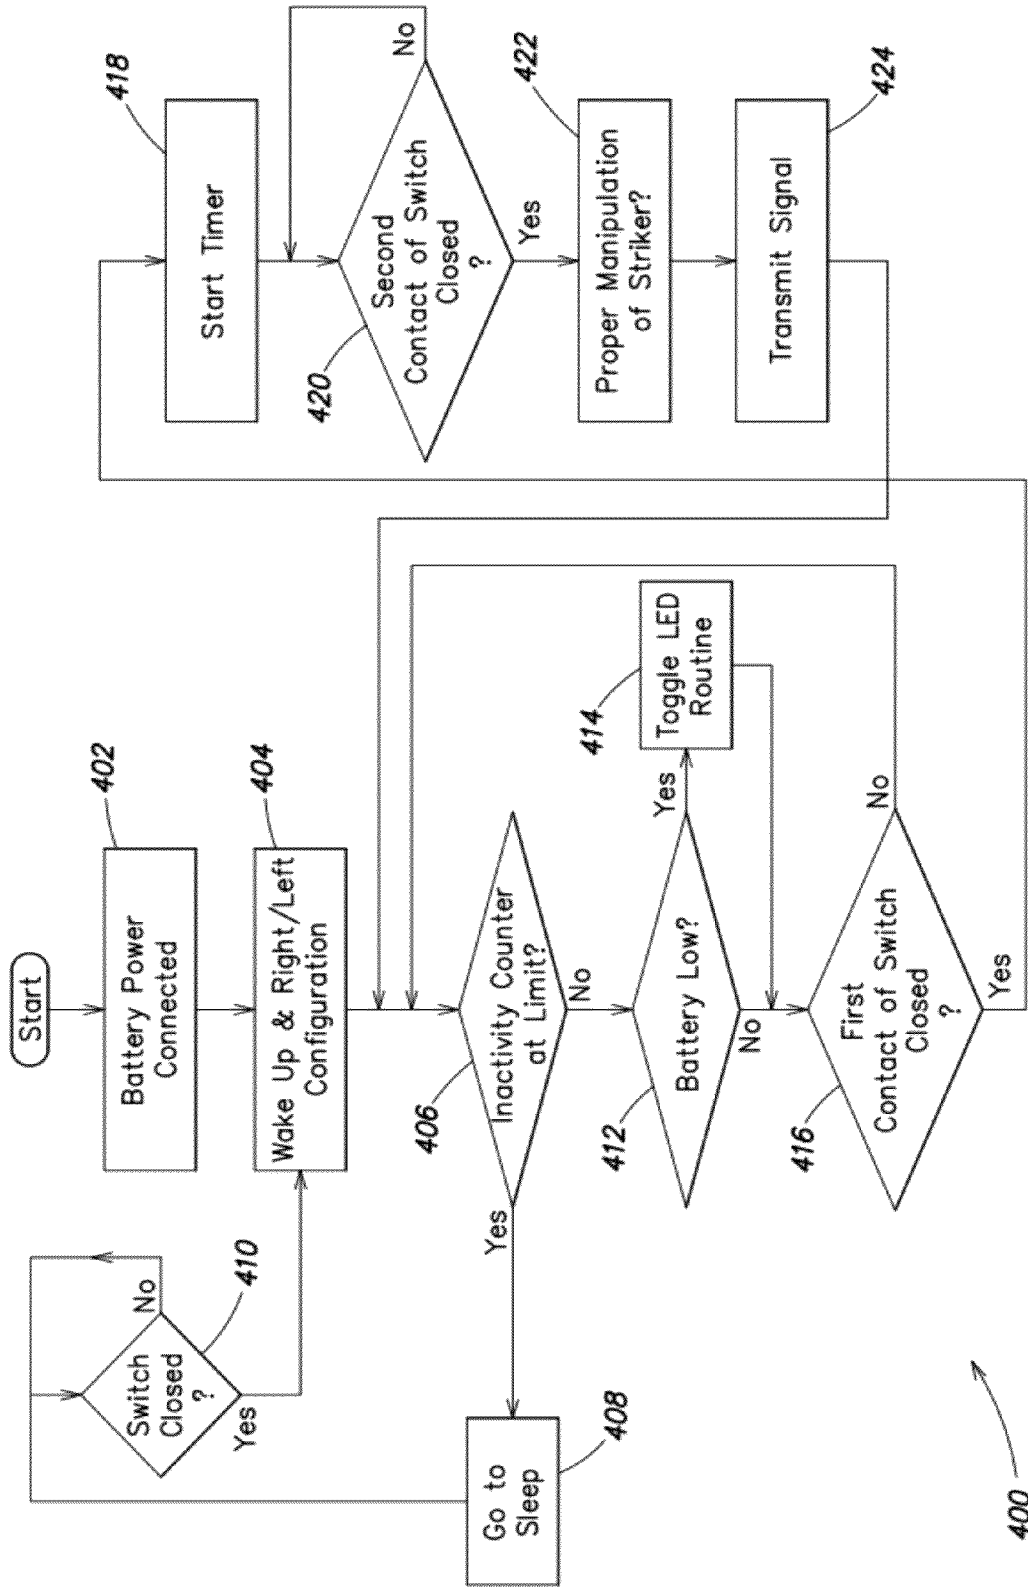 Start
Battery Power
Connected
402
Wake Up & Right/Left
Configuration
404
Inactivity Counter
at Limit?
406
Yes
No
Go to
Sleep
408
Switch
Closed
?
410
No
Yes
Battery Low?
412
Yes
No
Toggle LED
Routine
414
First
Contact of Switch
Closed
?
416
No
Yes
Start Timer
418
Second
Contact of Switch
Closed
?
420
No
Yes
Proper Manipulation
of Striker?
422
Transmit Signal
424
400